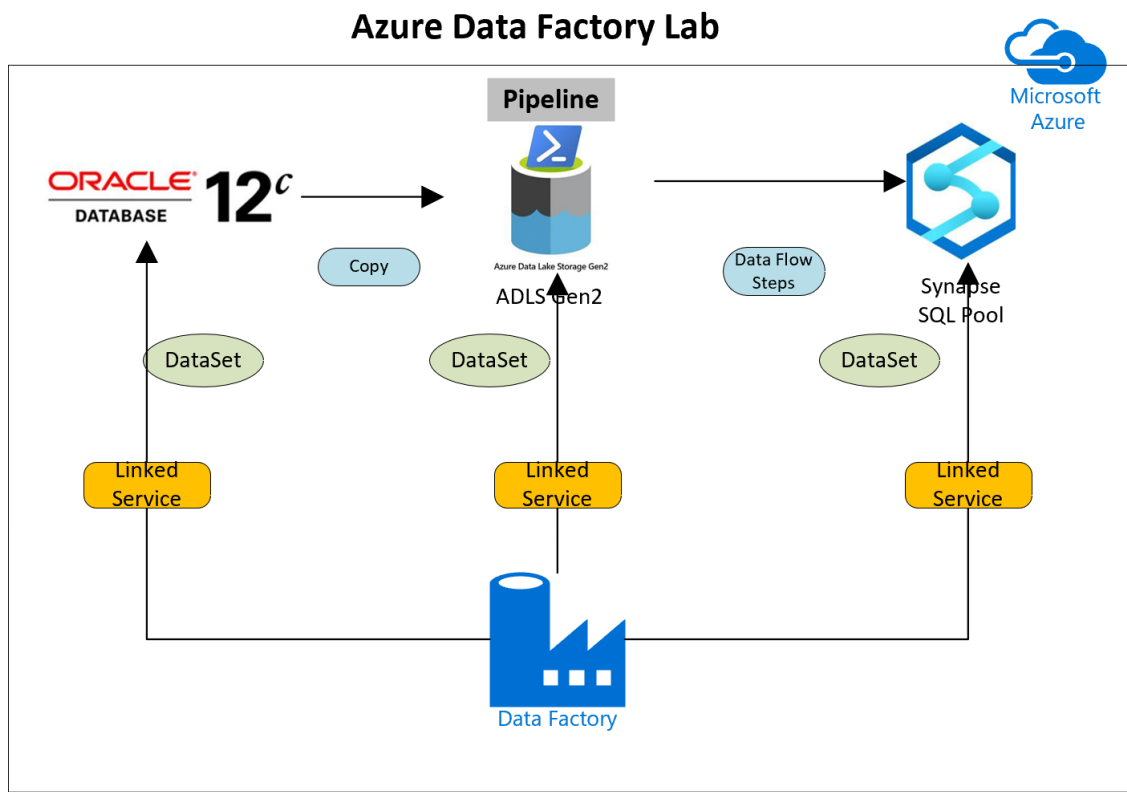 Azure Data Factory Lab
Microsoft
Azure
Pipeline
ORACLE®
DATABASE
12c
Copy
Azure Data Lake Storage Gen2
ADLS Gen2
Data Flow
Steps
Synapse
SQL Pool
DataSet
DataSet
DataSet
Linked
Service
Linked
Service
Linked
Service
Data Factory